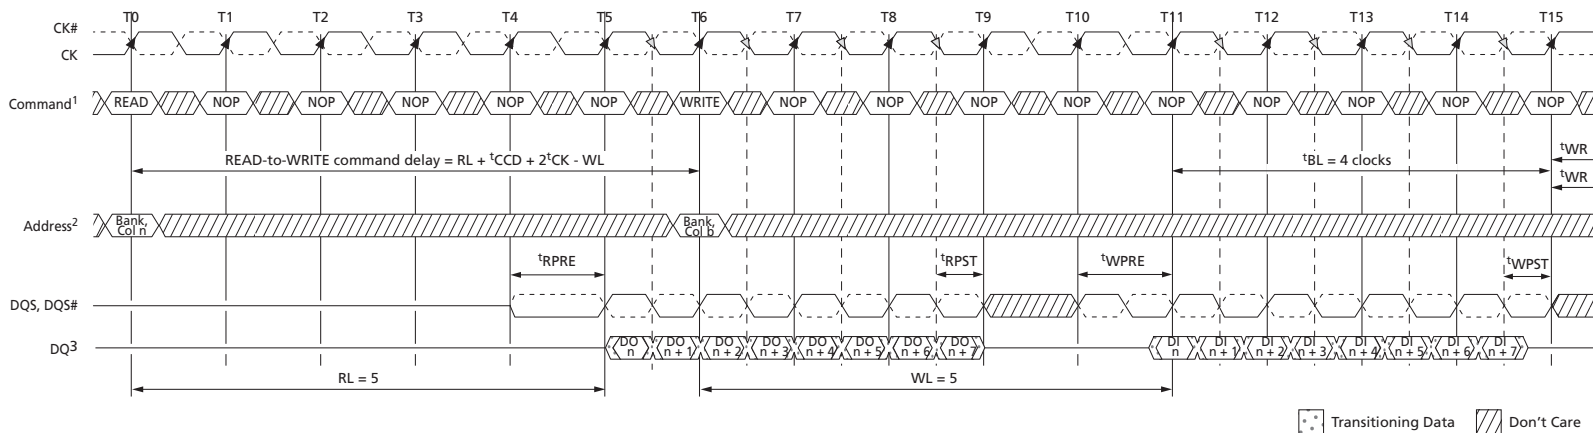 T0 T1 T2 T3 T4 T5 T6 T7 T8 T9 T10 T11 T12 T13 T14 T15
CK#
CK
Command1 READ NOP NOP NOP NOP NOP WRITE NOP NOP NOP NOP NOP NOP NOP NOP NOP
READ-to-WRITE command delay = RL + tCCD + 2tCK - WL
tBL = 4 clocks
tWR
tWR
Address2
Bank,
Col n
Bank,
Col b
tRPRE tRPST tWPRE tWPST
DQS, DQS#
DQ3
DO
n
DO
n + 1
DO
n + 2
DO
n + 3
DO
n + 4
DO
n + 5
DO
n + 6
DO
n + 7
DI
n
DI
n + 1
DI
n + 2
DI
n + 3
DI
n + 4
DI
n + 5
DI
n + 6
DI
n + 7
RL = 5 WL = 5
Transitioning Data Don't Care